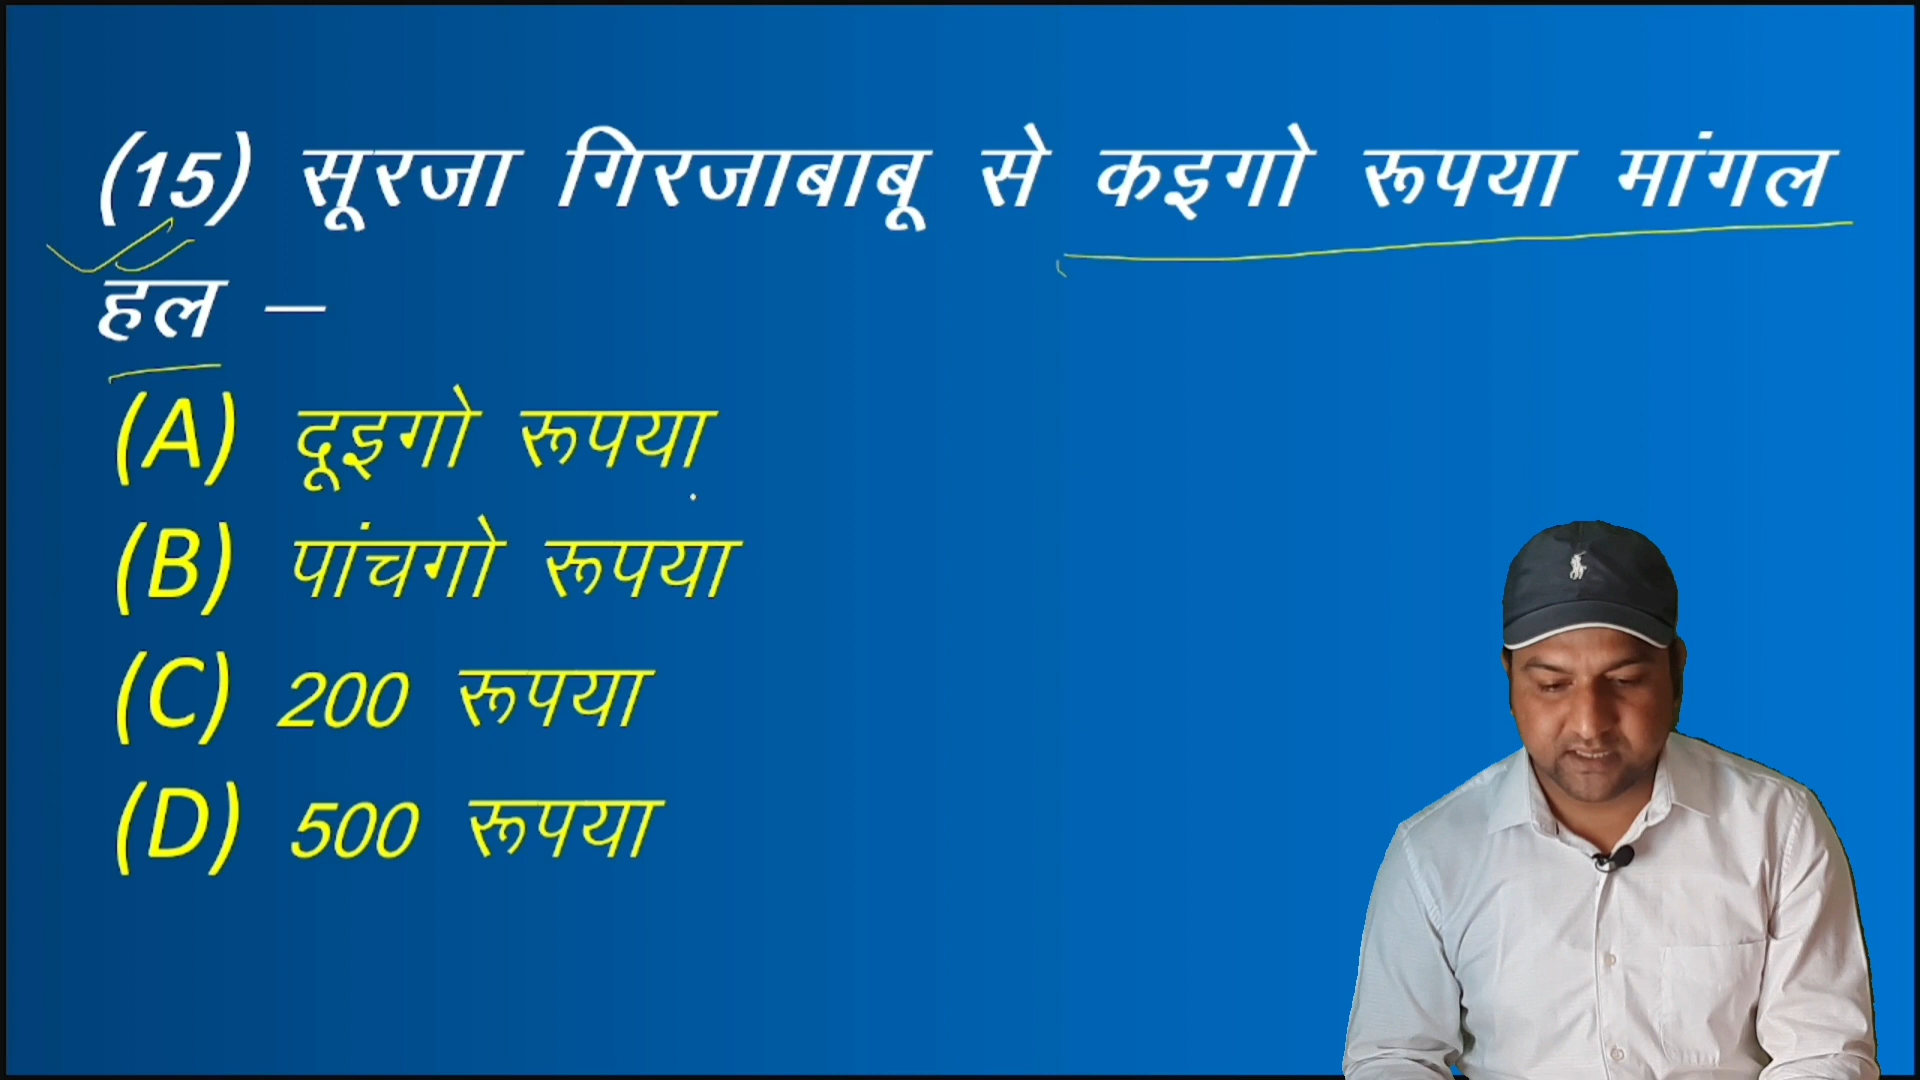 (15) सूरजा गिरजाबाबू से कइगो रूपया मांगल
हल –
(A) दूइगो रूपया
(B) पांचगो रूपया
(C) 200 रूपया
(D) 500 रूपया